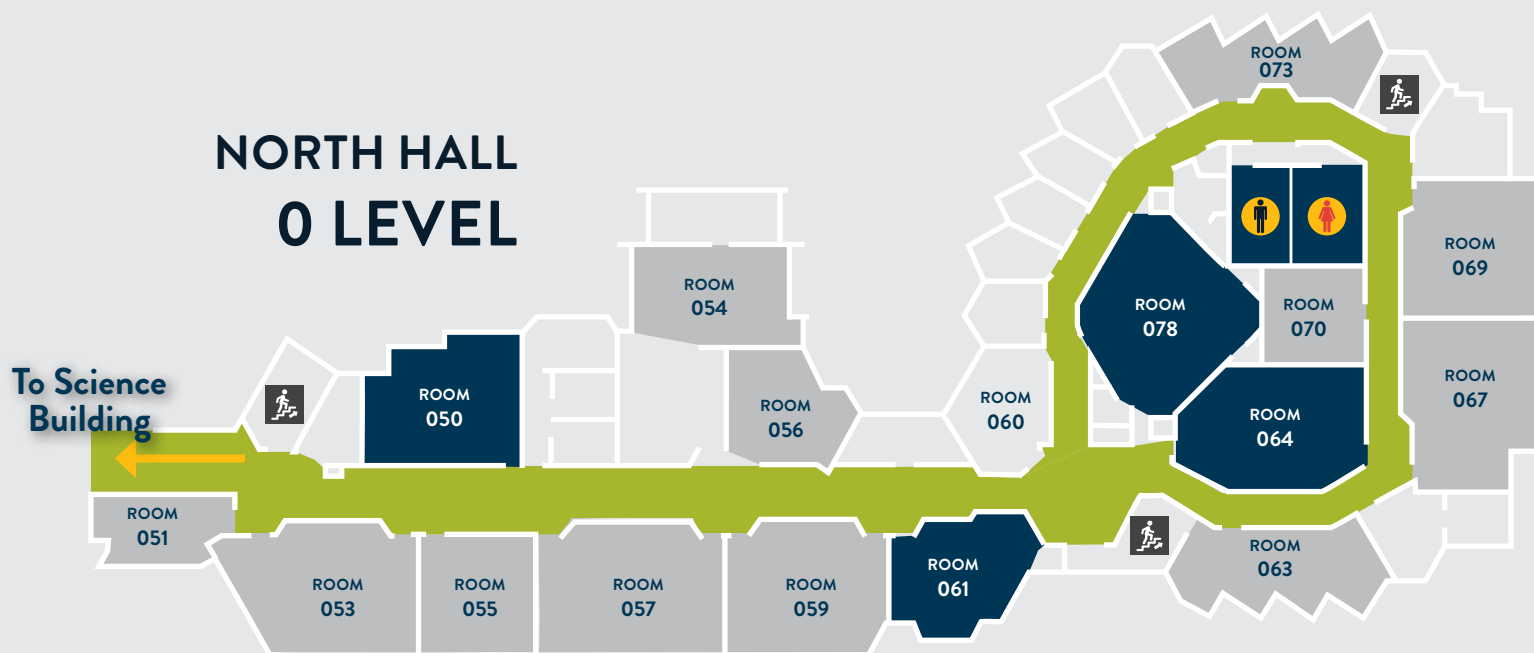 NORTH HALL
0 LEVEL
To Science
Building
ROOM
073
ROOM
069
ROOM
054
ROOM
078
ROOM
070
ROOM
067
ROOM
050
ROOM
056
ROOM
060
ROOM
064
ROOM
051
ROOM
063
ROOM
053
ROOM
055
ROOM
057
ROOM
059
ROOM
061